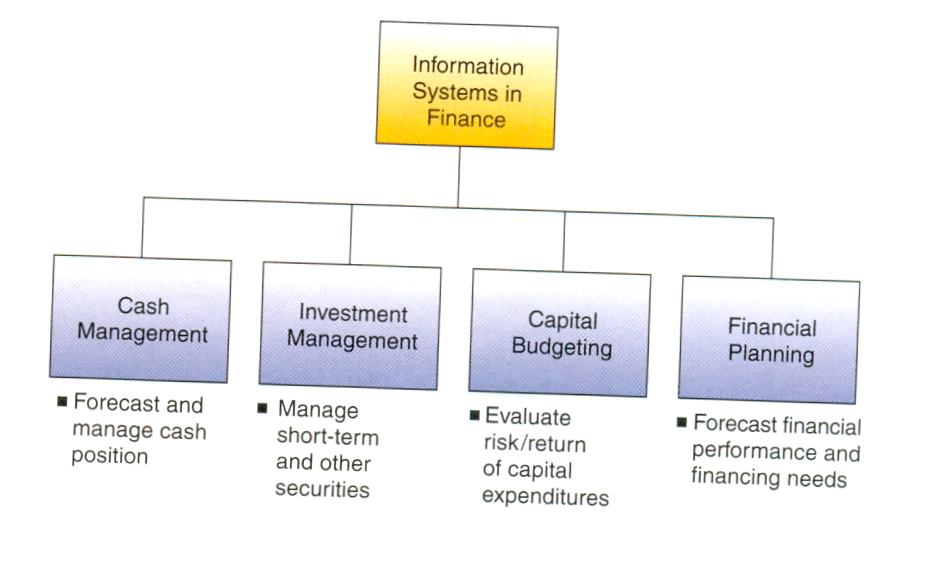 Information
Systems in
Finance
Cash
Management
Investment
Management
Capital
Budgeting
Financial
Planning
■ Forecast and
manage cash
position
■ Manage
short-term
and other
securities
■ Evaluate
risk/return
of capital
expenditures
■ Forecast financial
performance and
financing needs